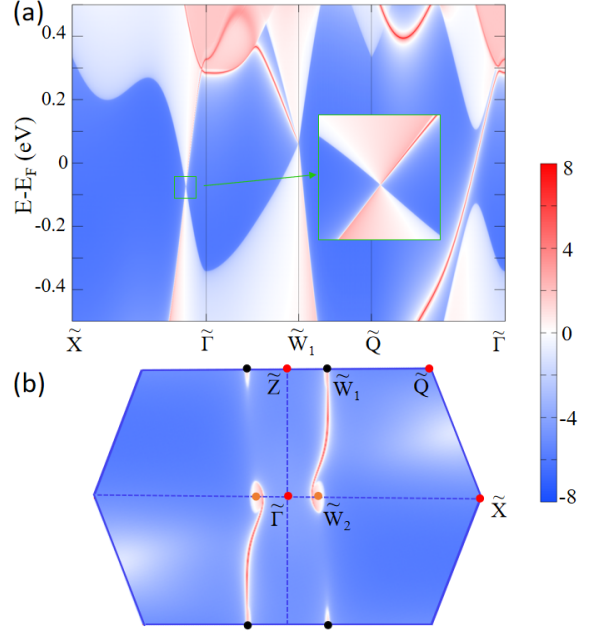 (a)
0.4
0.2
0
-0.2
-0.4
E-E_F (eV)
X̃ Γ̃ W̃₁ Q̃ Γ̃
8
4
0
-4
-8
(b)
Z̃ W̃₁ Q̃
Γ̃ W̃₂ X̃